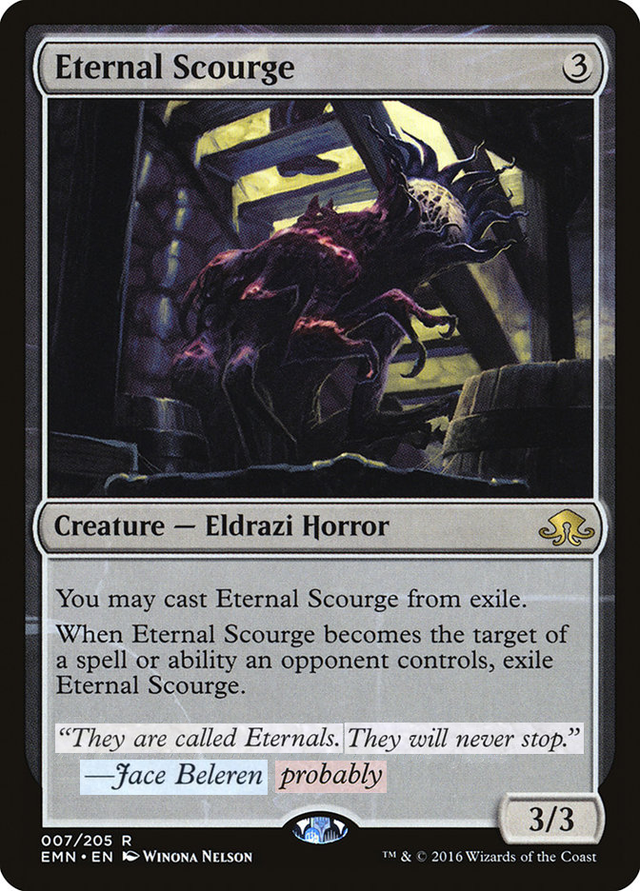 Eternal Scourge 3
Creature — Eldrazi Horror
You may cast Eternal Scourge from exile.
When Eternal Scourge becomes the target of
a spell or ability an opponent controls, exile
Eternal Scourge.
“They are called Eternals. They will never stop.”
—Jace Beleren probably
3/3
007/205 R
EMN • EN Winona Nelson
™ & © 2016 Wizards of the Coast